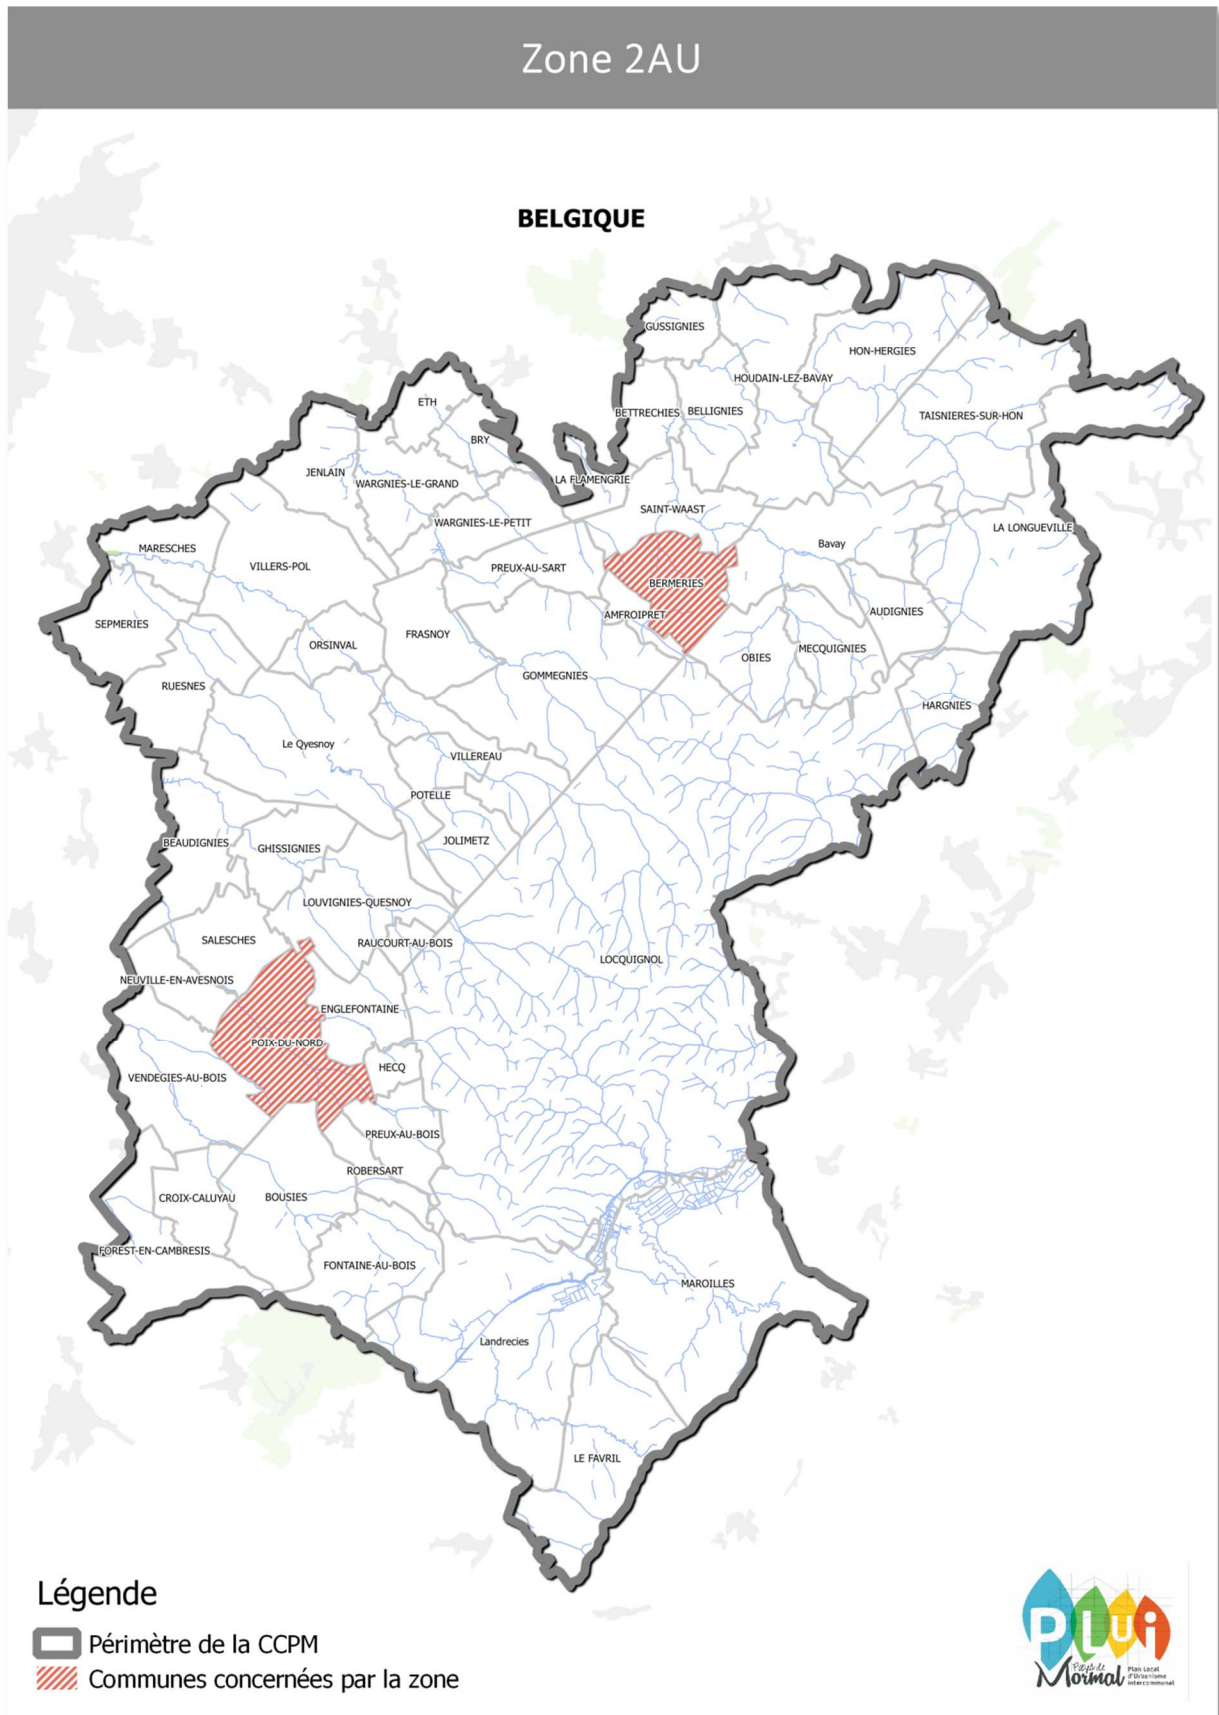 Zone 2AU
BELGIQUE
GUSSIGNIES
HON-HERGIES
HOUDAIN-LEZ-BAVAY
ETH
BETTRECHIES
BELLIGNIES
TAISNIERES-SUR-HON
BRY
JENLAIN
WARGNIES-LE-GRAND
LA FLAMENGRIE
SAINT-WAAST
WARGNIES-LE-PETIT
LA LONGUEVILLE
MARESCHES
Bavay
VILLERS-POL
PREUX-AU-SART
BERMERIES
SEPMERIES
AMFROIPRET
AUDIGNIES
FRASNOY
ORSINVAL
MECQUIGNIES
OBIES
RUESNES
GOMMEGNIES
HARGNIES
Le Qyesnoy
VILLEREAU
POTELLE
BEAUDIGNIES
GHISSIGNIES
JOLIMETZ
LOUVIGNIES-QUESNOY
SALESCHES
RAUCOURT-AU-BOIS
LOCQUIGNOL
NEUVILLE-EN-AVESNOIS
ENGLEFONTAINE
POIX-DU-NORD
HECQ
VENDEGIES-AU-BOIS
PREUX-AU-BOIS
ROBERSART
CROIX-CALUYAU
BOUSIES
FOREST-EN-CAMBRESIS
FONTAINE-AU-BOIS
MAROILLES
Landrecies
LE FAVRIL
Légende
Périmètre de la CCPM
Communes concernées par la zone
PLUi
Pays de
Mormal
Plan Local
d'Urbanisme
intercommunal